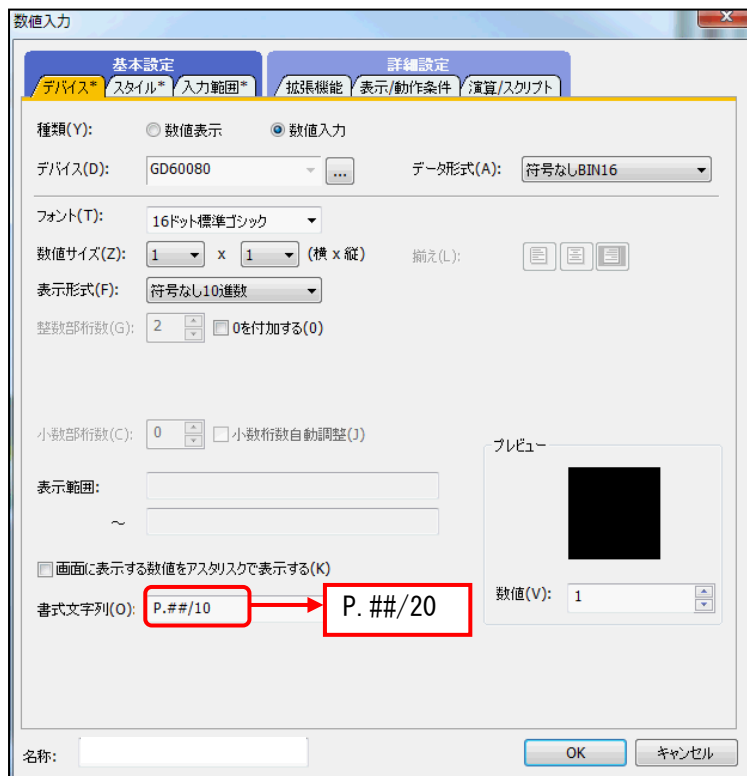 数値入力
基本設定
詳細設定
デバイス* スタイル* 入力範囲* 拡張機能 表示/動作条件 演算/スクリプト
種類(Y): 数値表示 数値入力
デバイス(D): GD60080 ... データ形式(A): 符号なしBIN16
フォント(T): 16ドット標準ゴシック
数値サイズ(Z): 1 x 1 (横 x 縦) 揃え(L):
表示形式(F): 符号なし10進数
整数部桁数(G): 2 0を付加する(0)
小数部桁数(C): 0 小数桁数自動調整(J)
プレビュー
表示範囲:
～
画面に表示する数値をアスタリスクで表示する(K)
書式文字列(O): P.##/10 P.##/20
数値(V): 1
名称: OK キャンセル